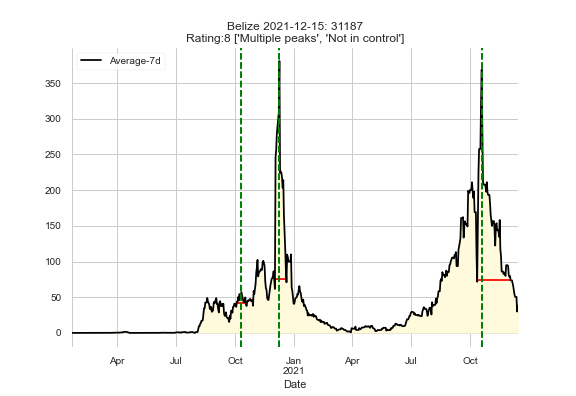 Belize 2021-12-15: 31187
Rating:8 ['Multiple peaks', 'Not in control']
Average-7d
350
300
250
200
150
100
50
0
Apr
Jul
Oct
Jan
2021
Apr
Jul
Oct
Date